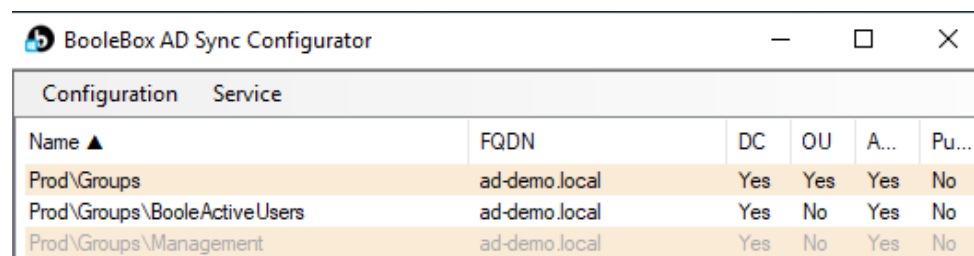 BooleBox AD Sync Configurator
Configuration Service
Name ▲ FQDN DC OU A... Pu...
Prod\Groups ad-demo.local Yes Yes Yes No
Prod\Groups\BooleActiveUsers ad-demo.local Yes No Yes No
Prod\Groups\Management ad-demo.local Yes No Yes No